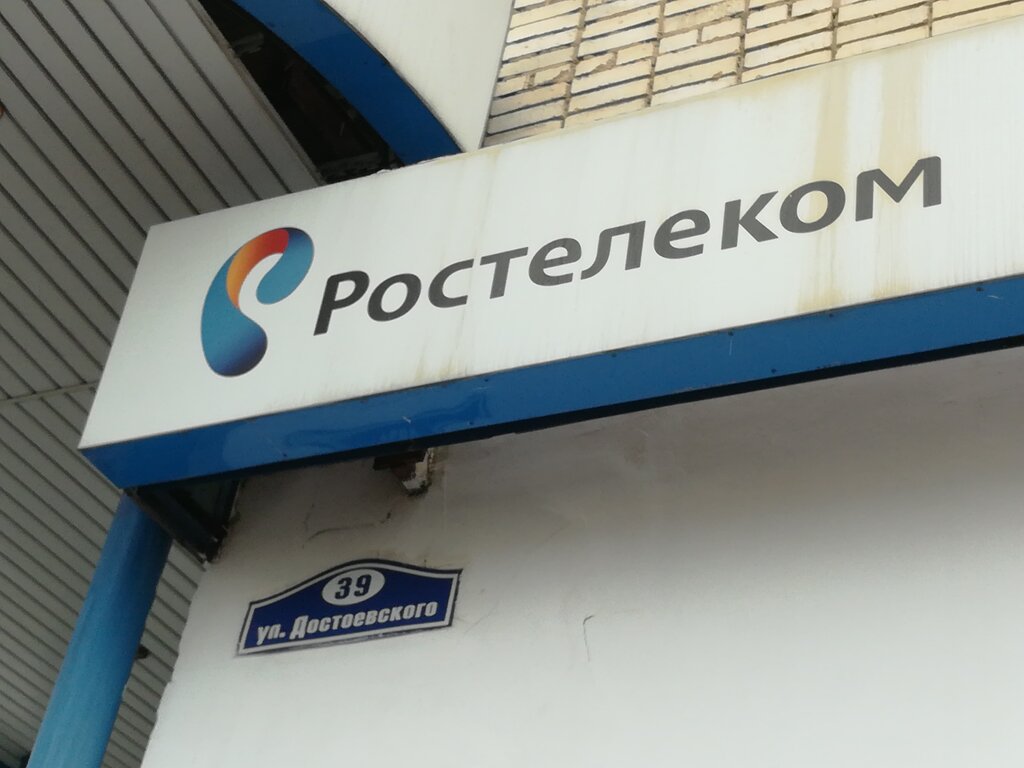 Ростелеком
39
ул. Достоевского